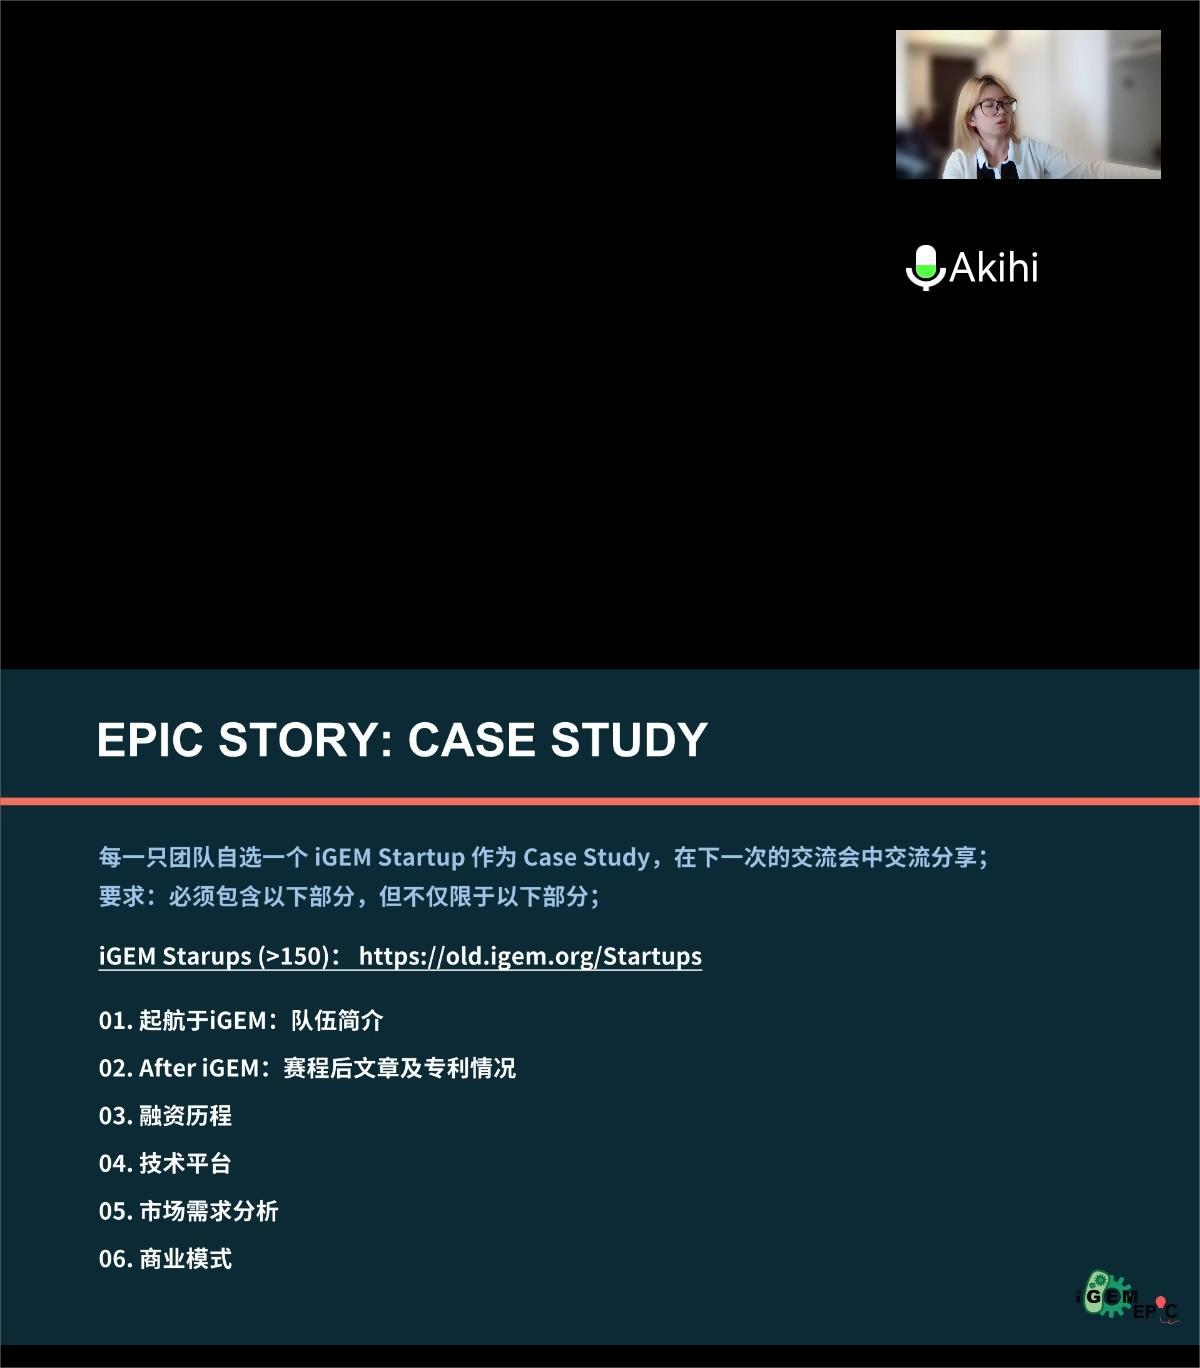 Akihi
EPIC STORY: CASE STUDY
每一只团队自选一个 iGEM Startup 作为 Case Study，在下一次的交流会中交流分享；
要求：必须包含以下部分，但不仅限于以下部分；
iGEM Starups (>150)： https://old.igem.org/Startups
01. 起航于iGEM：队伍简介
02. After iGEM：赛程后文章及专利情况
03. 融资历程
04. 技术平台
05. 市场需求分析
06. 商业模式
iGEM
EPIC